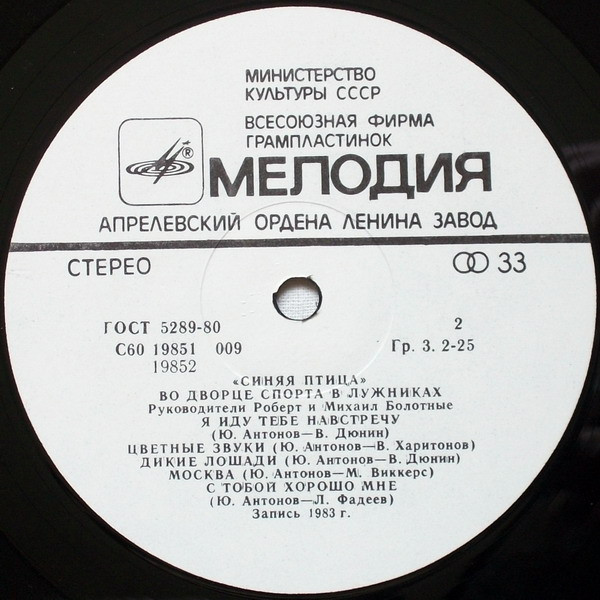 МИНИСТЕРСТВО
КУЛЬТУРЫ СССР
ВСЕСОЮЗНАЯ ФИРМА
ГРАМПЛАСТИНОК
® МЕЛОДИЯ
АПРЕЛЕВСКИЙ ОРДЕНА ЛЕНИНА ЗАВОД
СТЕРЕО 33
ГОСТ 5289-80 2
С60 19851 009 Гр. 3. 2-25
19852
«СИНЯЯ ПТИЦА»
ВО ДВОРЦЕ СПОРТА В ЛУЖНИКАХ
Руководители Роберт и Михаил Болотные
Я ИДУ ТЕБЕ НАВСТРЕЧУ
(Ю. Антонов—В. Дюнин)
ЦВЕТНЫЕ ЗВУКИ (Ю. Антонов—В. Харитонов)
ДИКИЕ ЛОШАДИ (Ю. Антонов—В. Дюнин)
МОСКВА (Ю. Антонов—М. Виккерс)
С ТОБОЙ ХОРОШО МНЕ
(Ю. Антонов—Л. Фадеев)
Запись 1983 г.